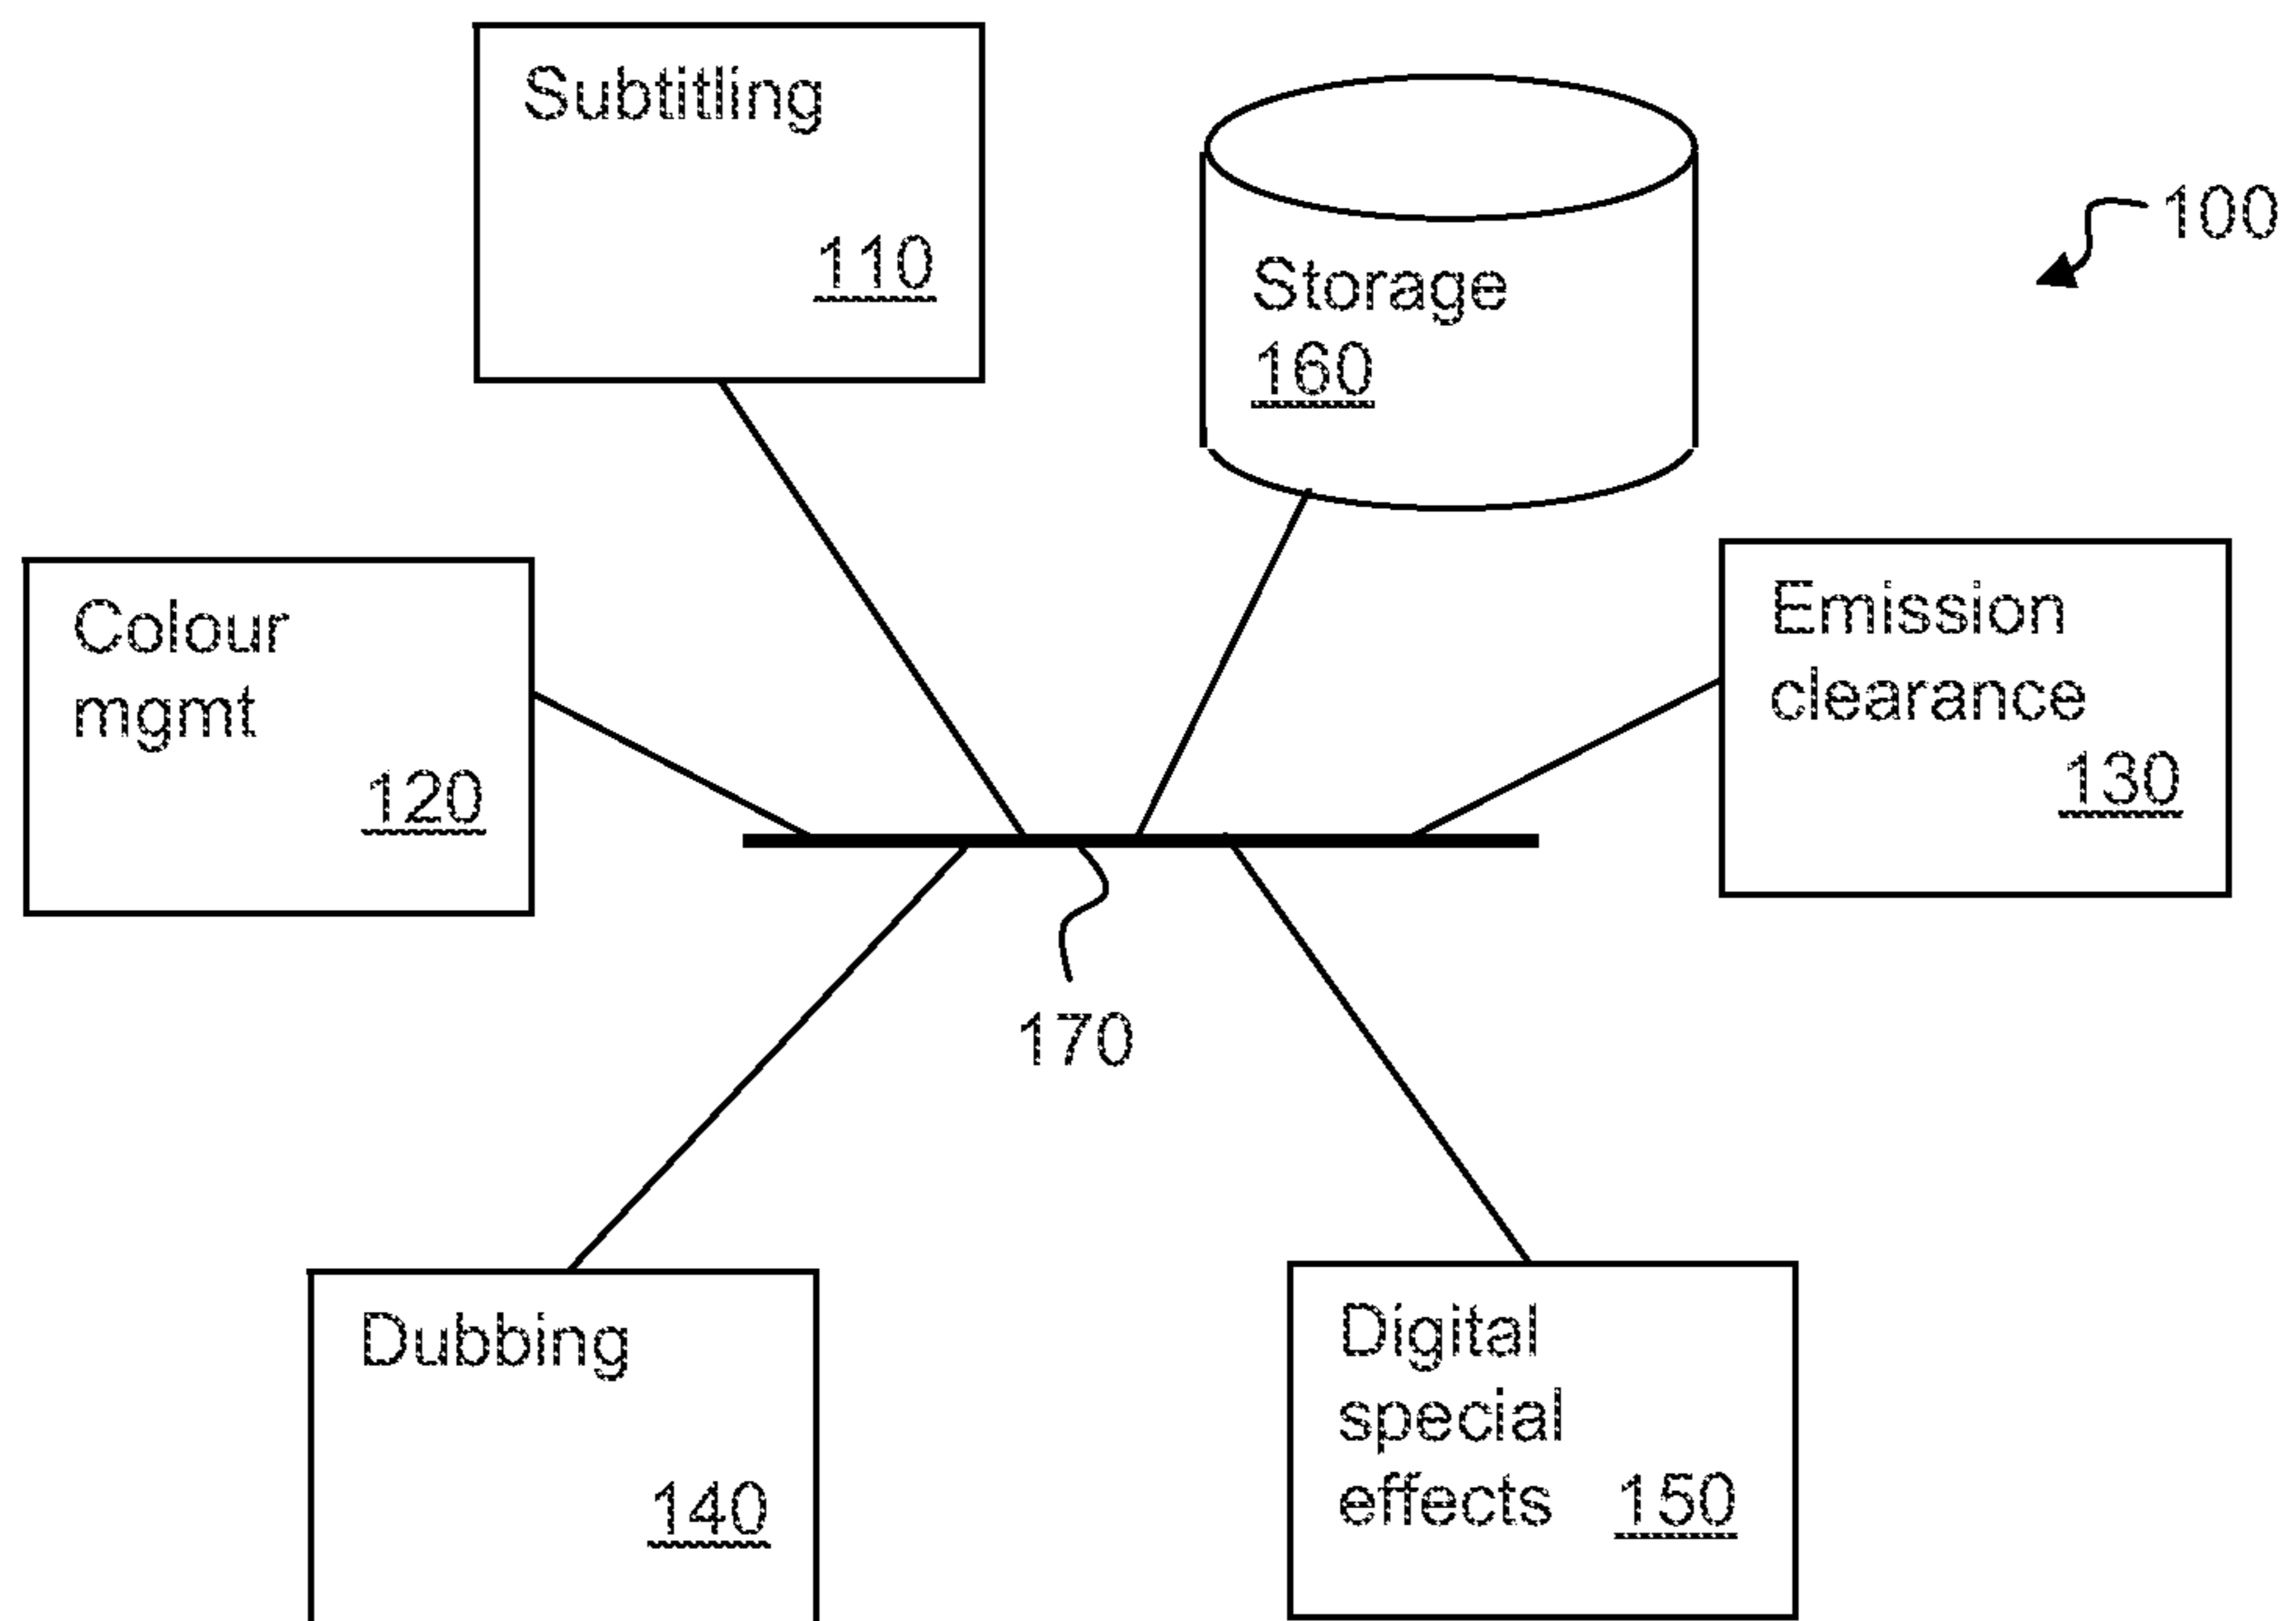 Subtitling
110
Storage
160
100
Colour
mgmt
120
Emission
clearance
130
170
Dubbing
140
Digital
special
effects 150